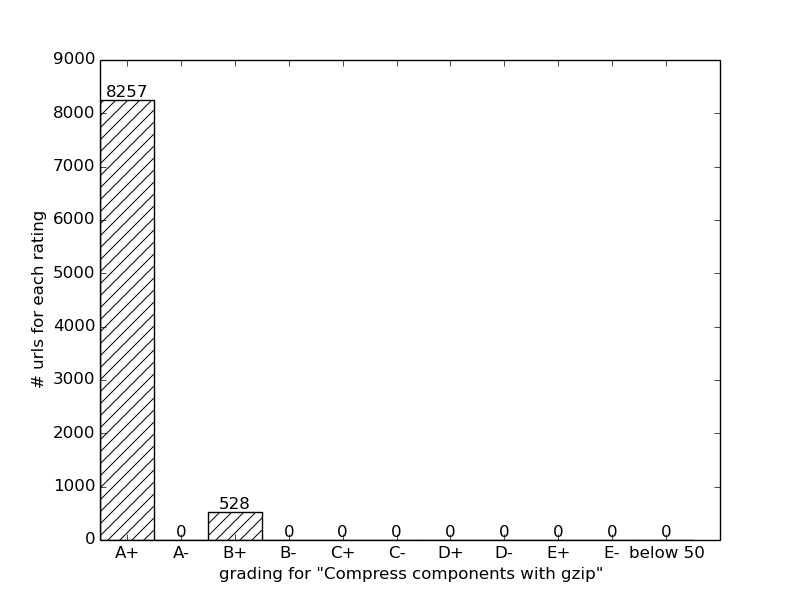 9000
8000
7000
6000
5000
4000
3000
2000
1000
0
# urls for each rating
8257 0 528 0 0 0 0 0 0 0 0
A+ A- B+ B- C+ C- D+ D- E+ E- below 50
grading for "Compress components with gzip"